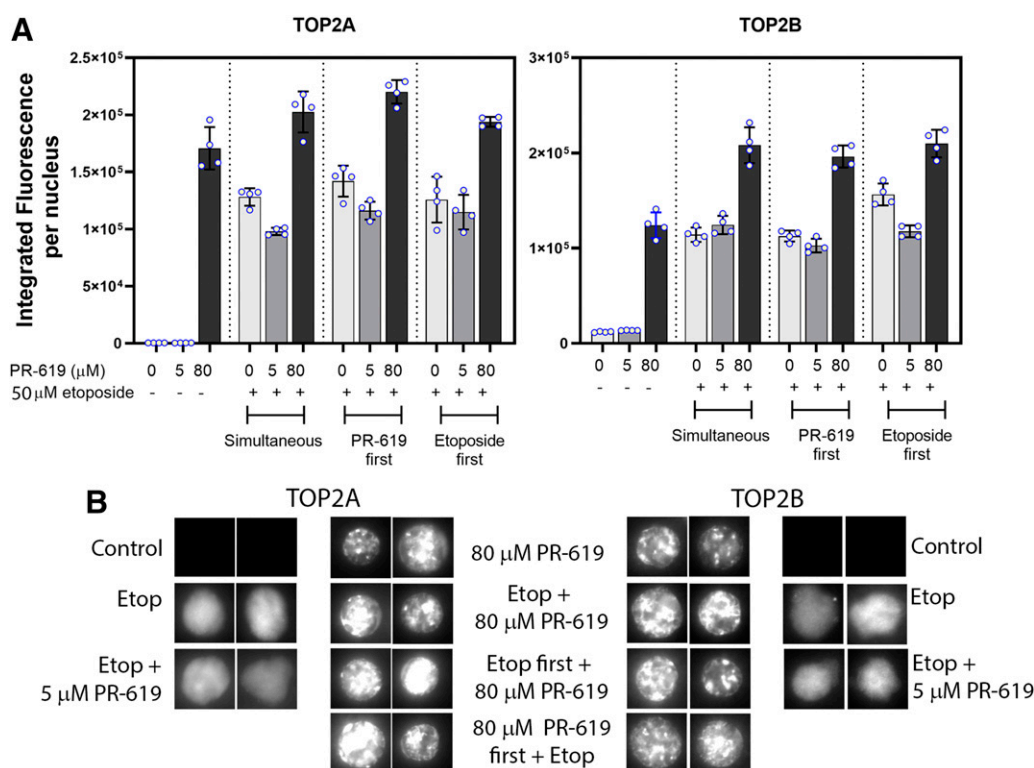 A
TOP2A
TOP2B
Integrated Fluorescence
per nucleus
2.5×10⁵
2×10⁵
1.5×10⁵
1×10⁵
5×10⁴
0
3×10⁵
2×10⁵
1×10⁵
0
PR-619 (μM)
0 5 80 0 5 80 0 5 80 0 5 80
0 5 80 0 5 80 0 5 80 0 5 80
50 μM etoposide
- - - + + + + + + + + +
- - - + + + + + + + + +
Simultaneous
PR-619
first
Etoposide
first
Simultaneous
PR-619
first
Etoposide
first
B
TOP2A
TOP2B
Control
80 μM PR-619
Control
Etop
Etop +
80 μM PR-619
Etop
Etop +
5 μM PR-619
Etop first +
80 μM PR-619
Etop +
5 μM PR-619
80 μM PR-619
first + Etop